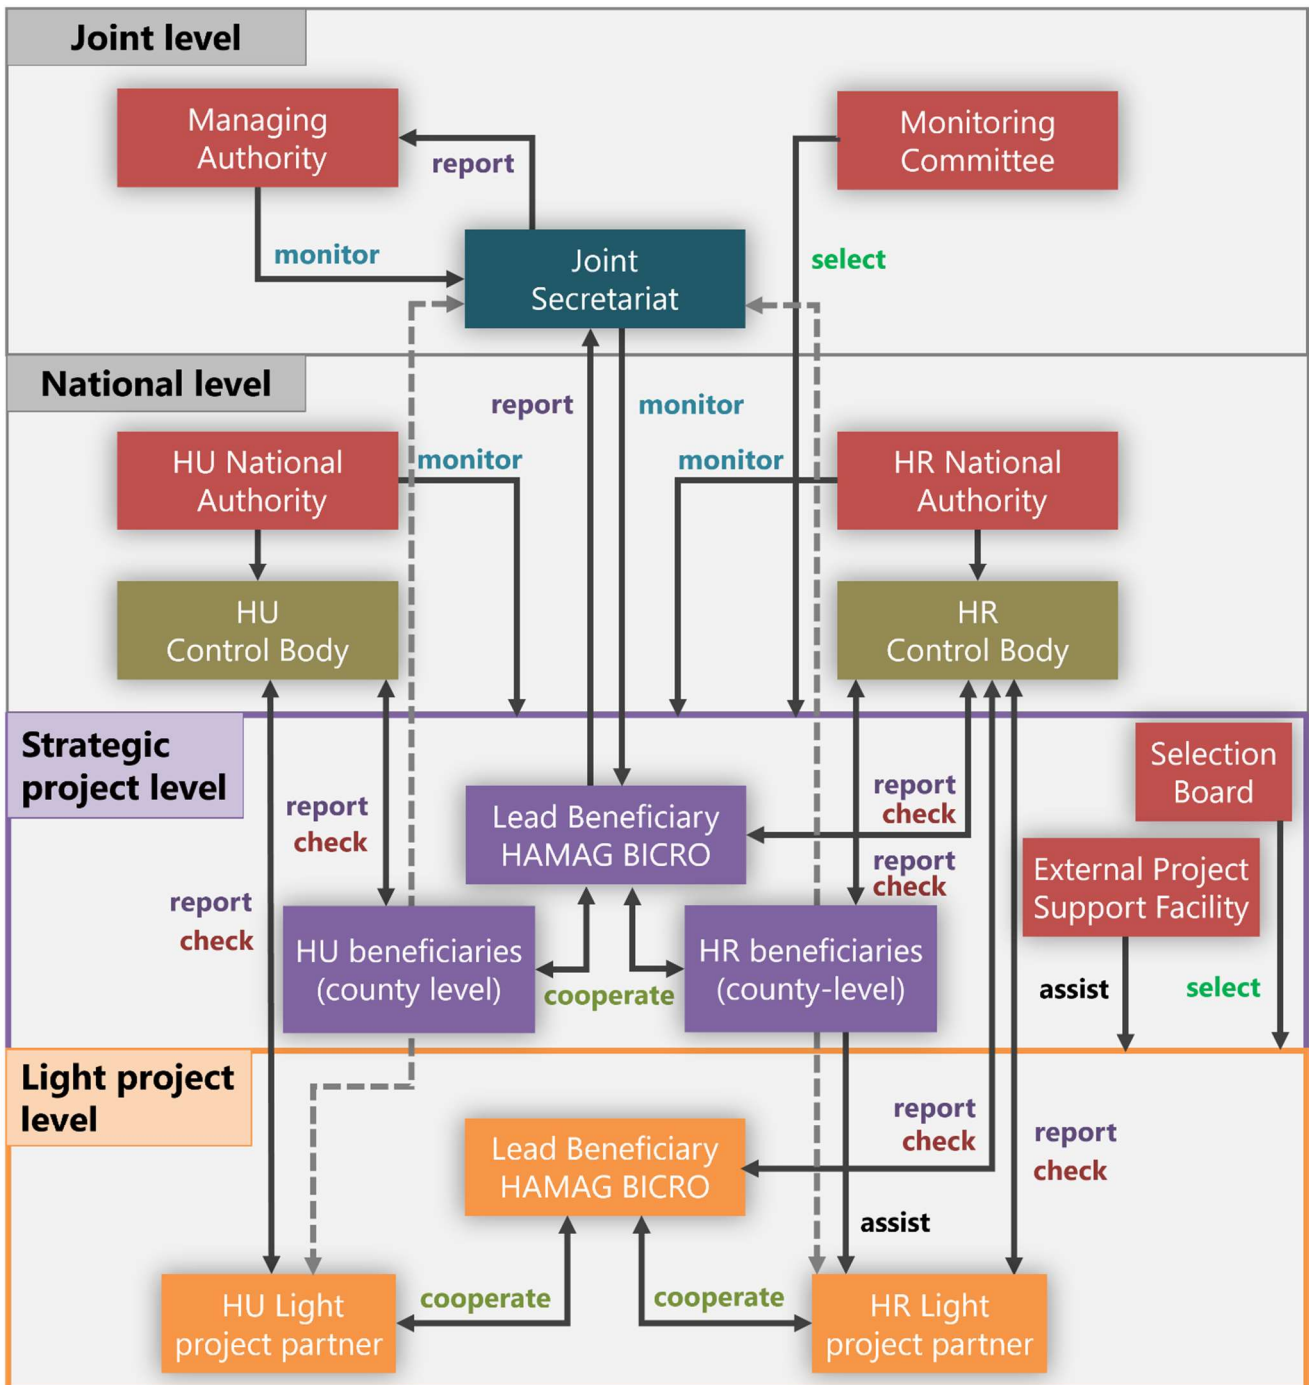 Joint level
Managing
Authority
Monitoring
Committee
report
monitor
Joint
Secretariat
select
National level
report
monitor
HU National
Authority
monitor
monitor
HR National
Authority
HU
Control Body
HR
Control Body
Strategic
project level
Selection
Board
report
check
Lead Beneficiary
HAMAG BICRO
report
check
report
check
External Project
Support Facility
report
check
HU beneficiaries
(county level)
cooperate
HR beneficiaries
(county-level)
assist
select
Light project
level
Lead Beneficiary
HAMAG BICRO
report
check
report
check
assist
HU Light
project partner
cooperate
cooperate
HR Light
project partner